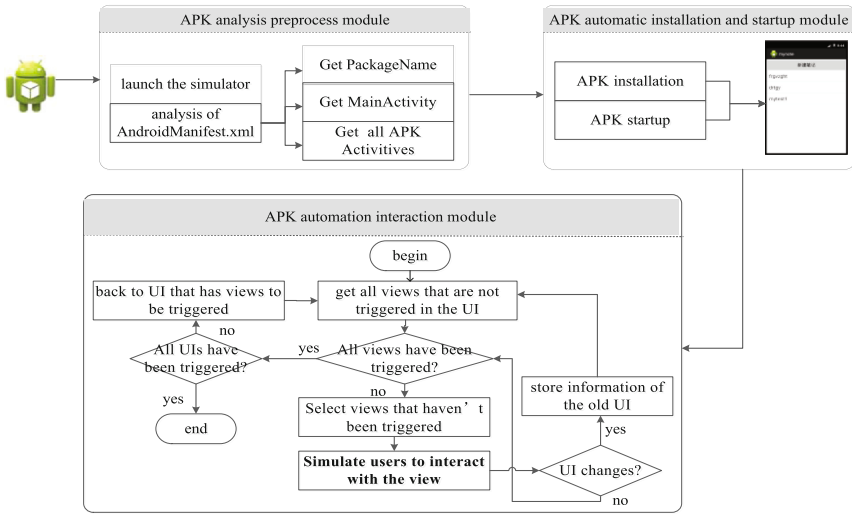 APK analysis preprocess module
launch the simulator
analysis of
AndroidManifest.xml
Get PackageName
Get MainActivity
Get all APK
Activitives
APK automatic installation and startup module
APK installation
APK startup
APK automation interaction module
begin
back to UI that has views to
be triggered
get all views that are not
triggered in the UI
no
All UIs have
been triggered?
yes
All views have been
triggered?
yes
end
no
Select views that haven’t
been triggered
Simulate users to interact
with the view
store information of
the old UI
yes
UI changes?
no